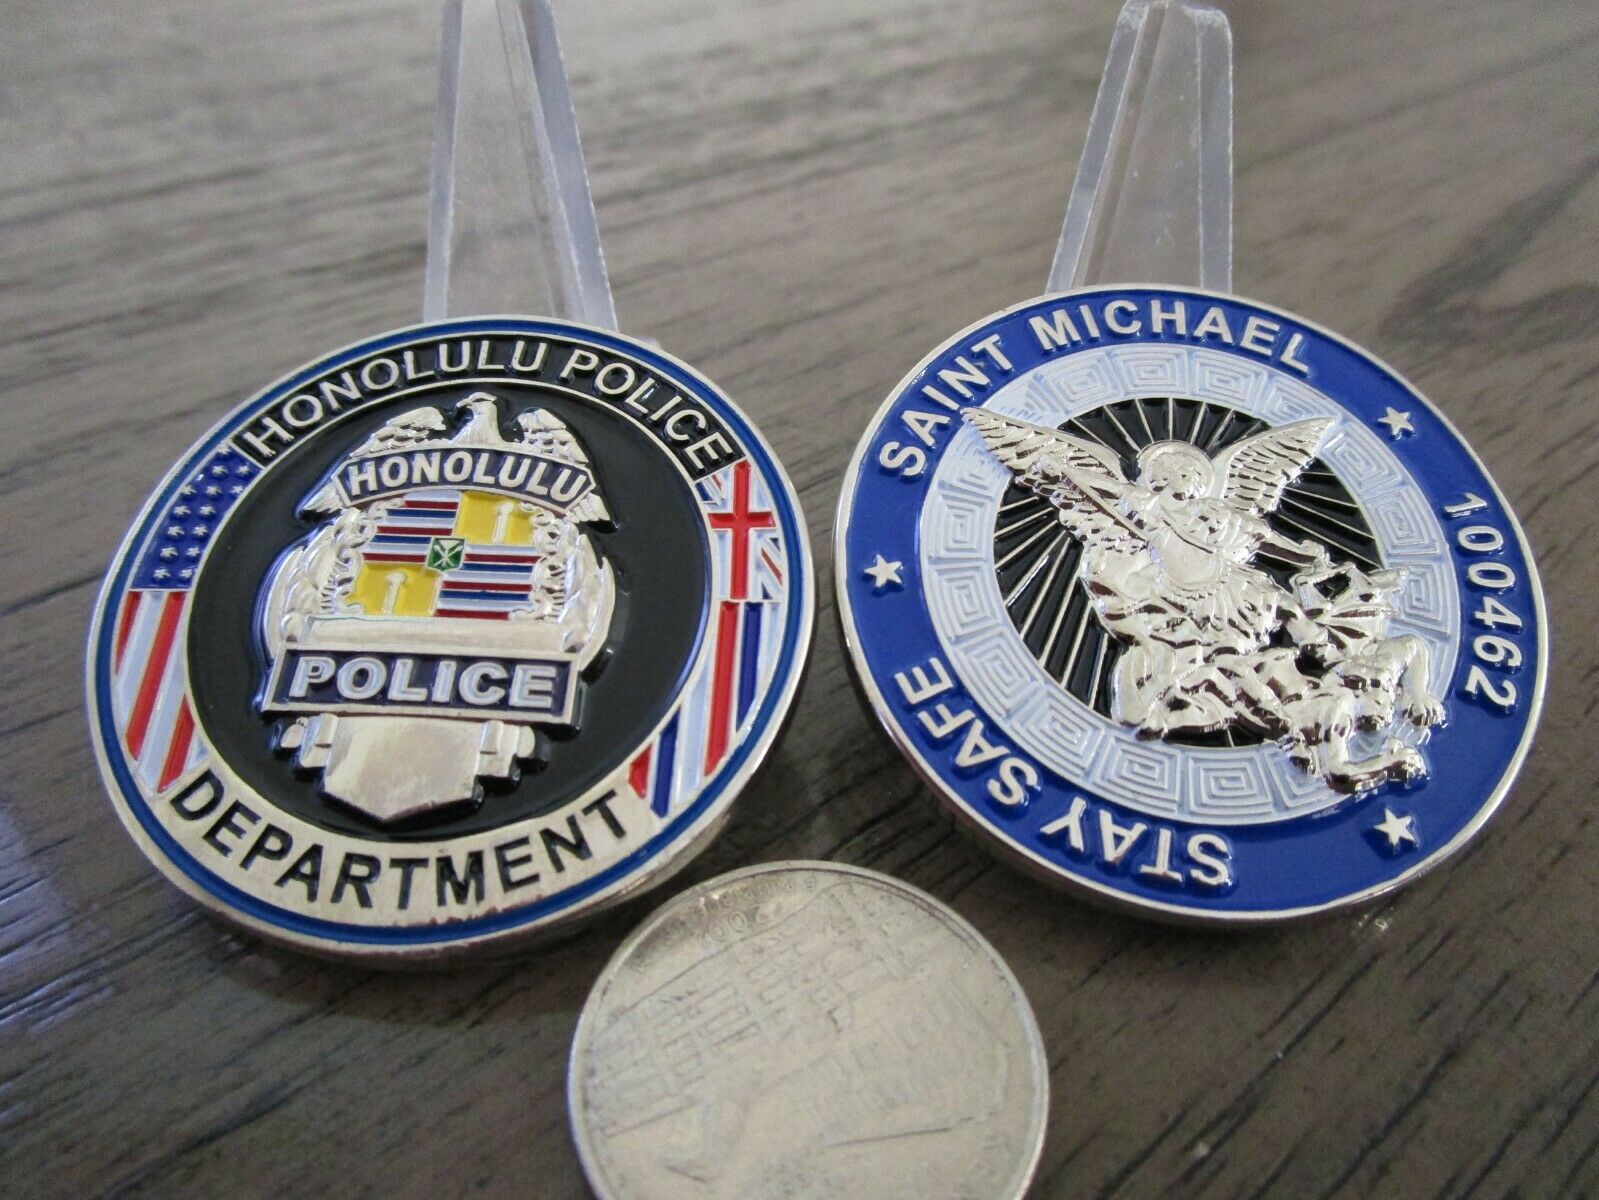 HONOLULU POLICE
HONOLULU
POLICE
DEPARTMENT
SAINT MICHAEL
100462
STAY SAFE